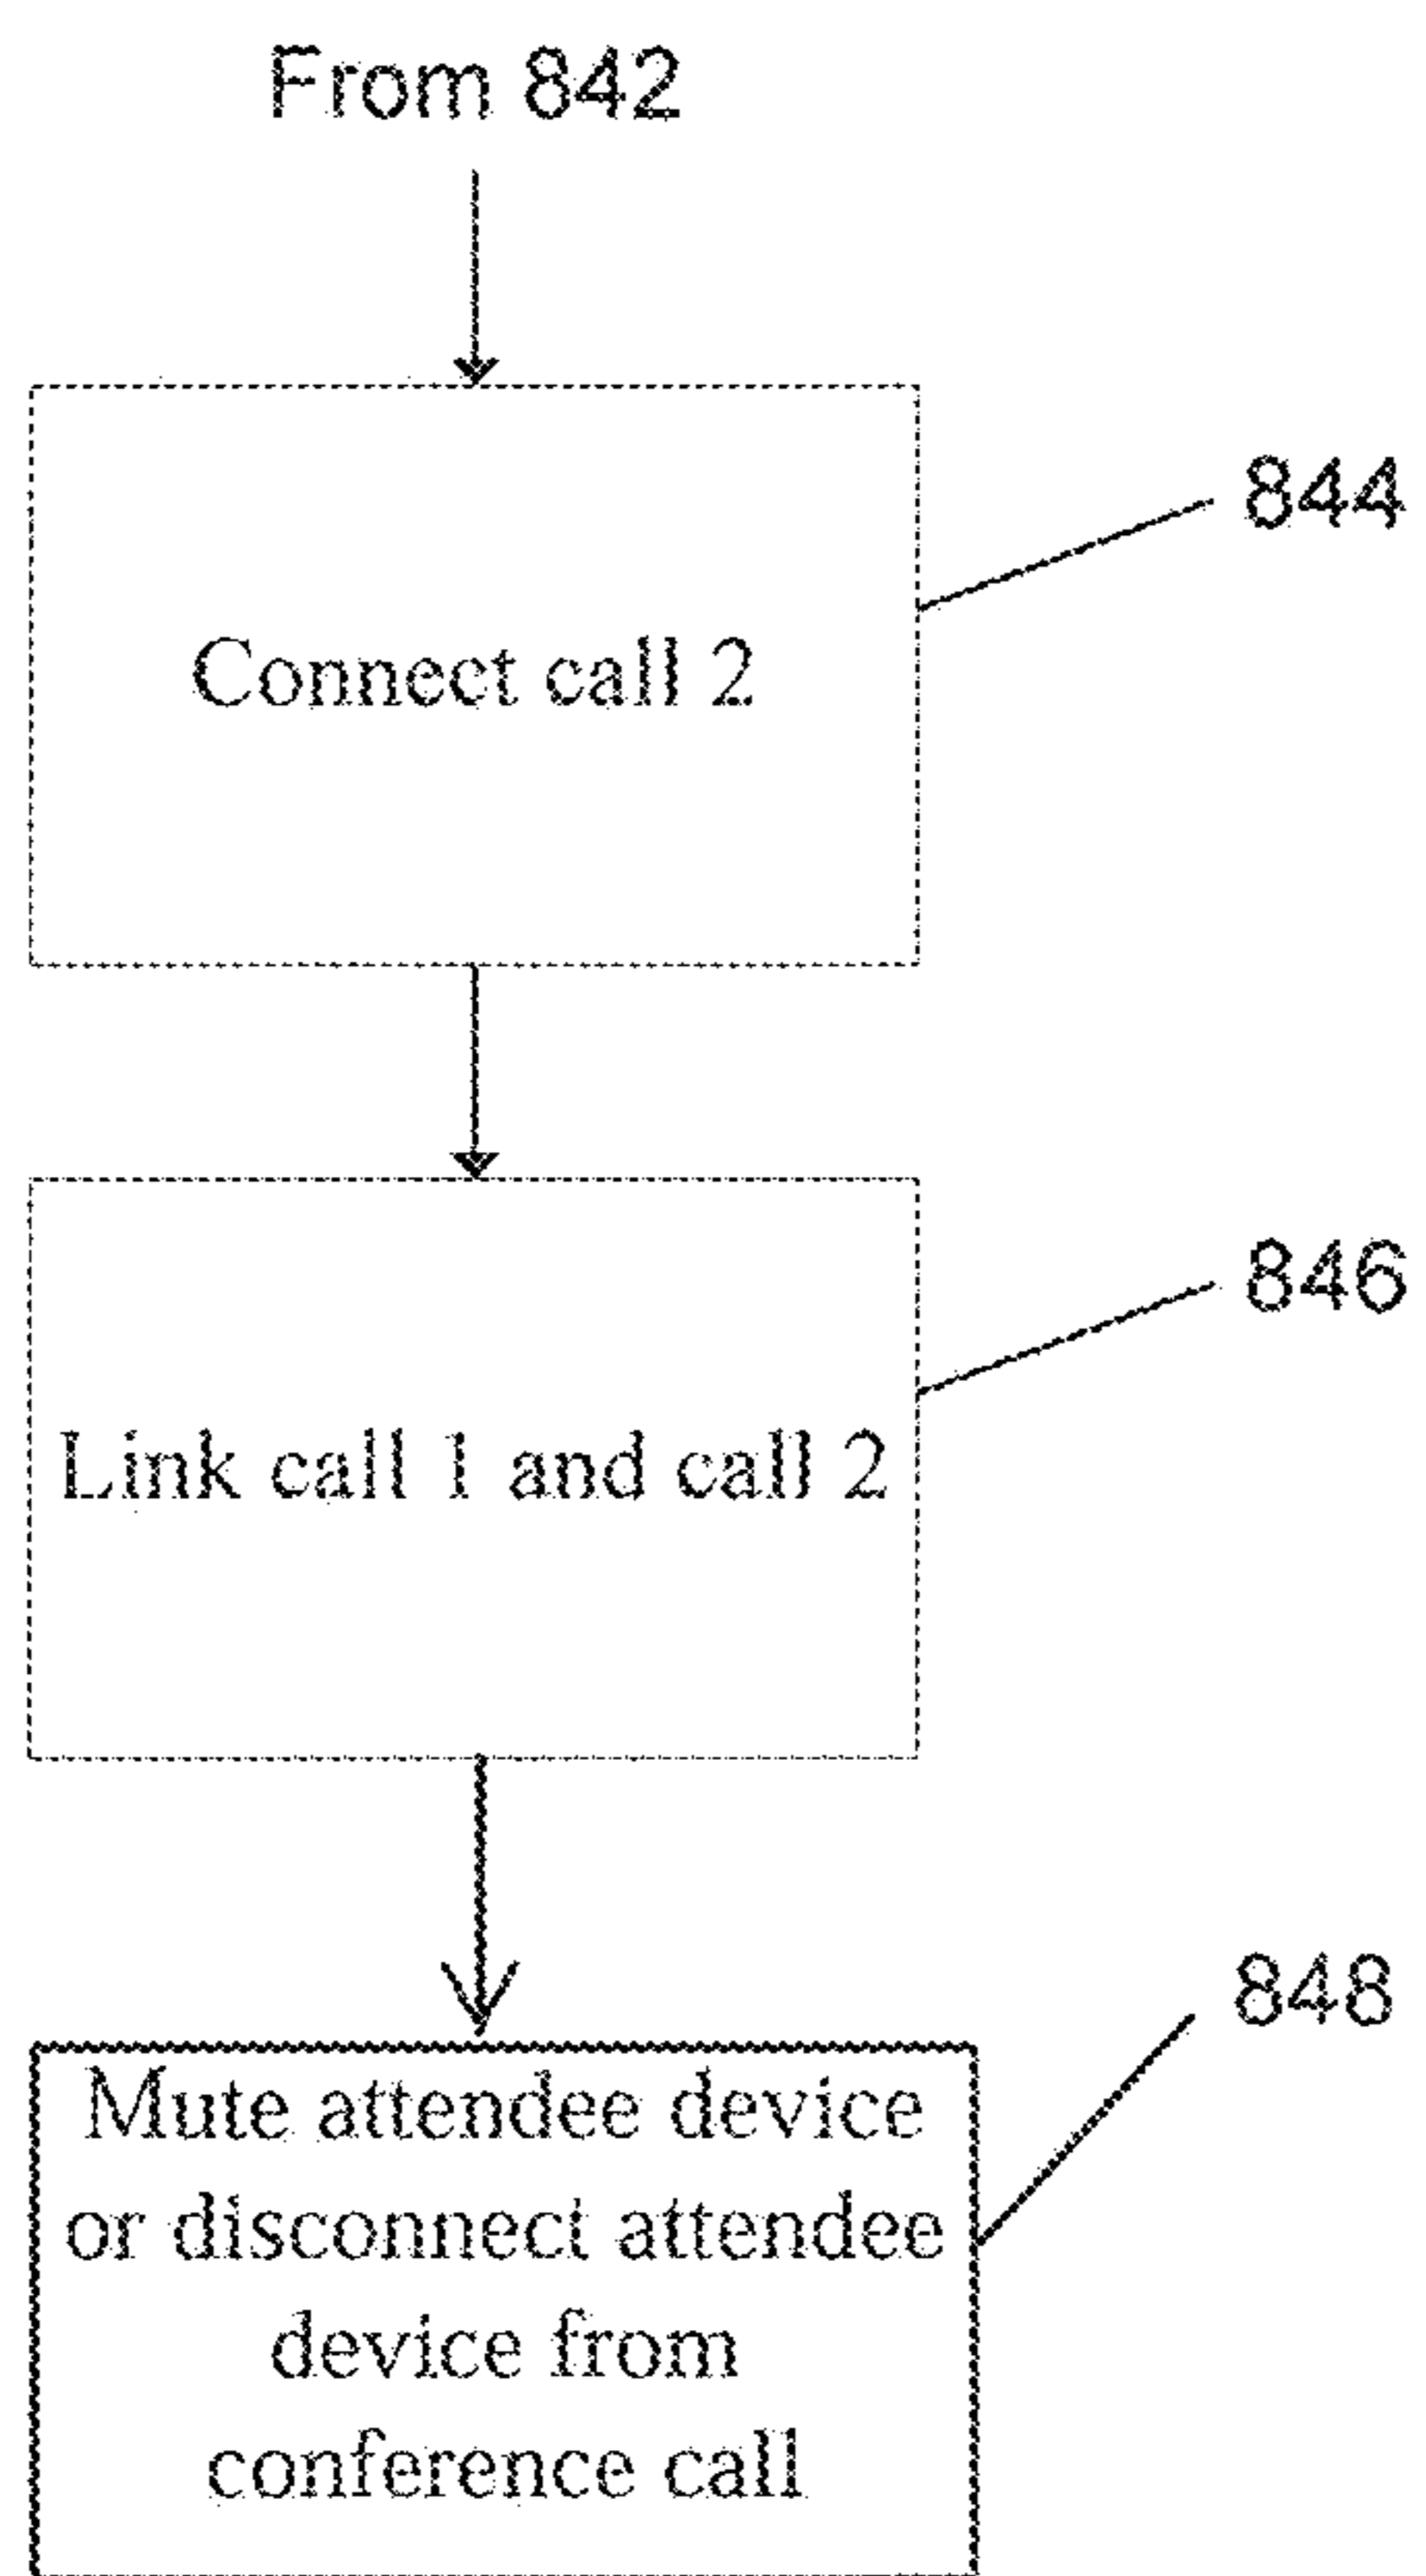 From 842
844
Connect call 2
846
Link call 1 and call 2
848
Mute attendee device
or disconnect attendee
device from
conference call